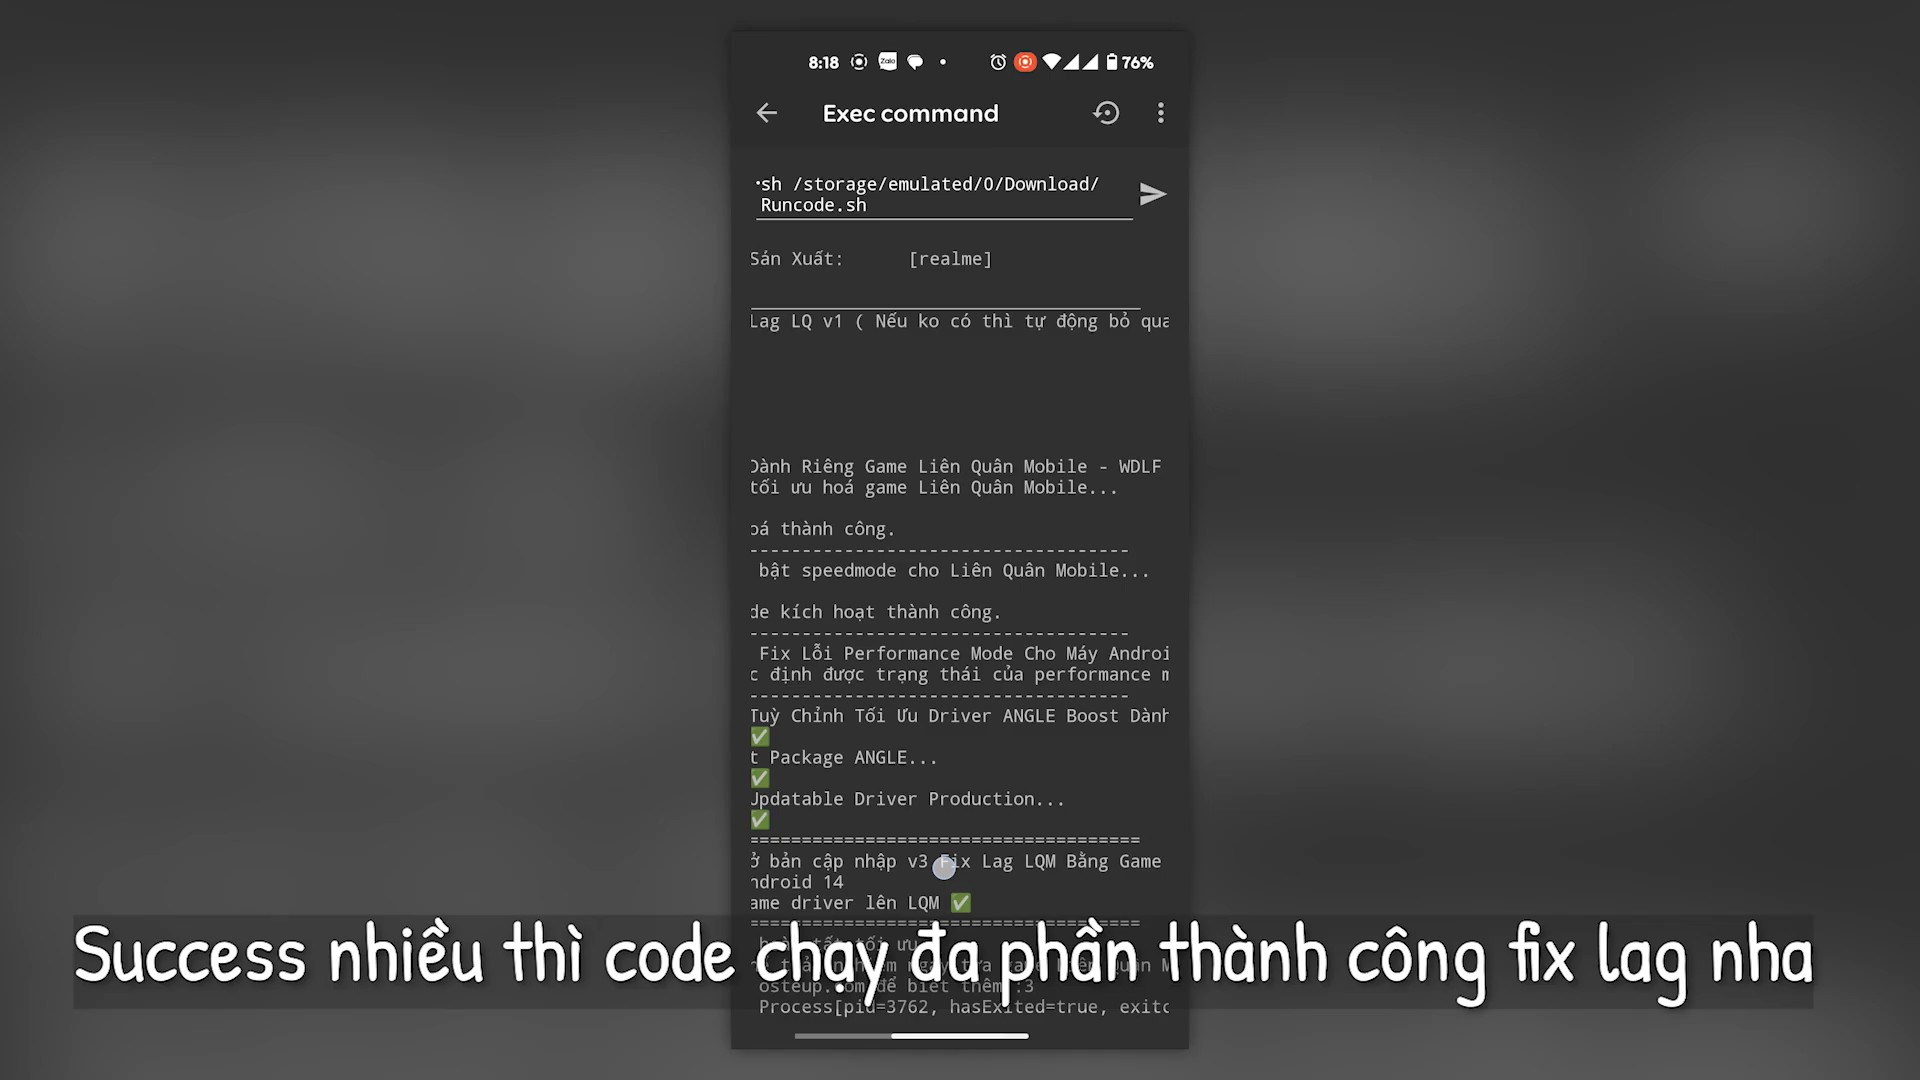 8:18
Zalo
76%
Exec command
sh /storage/emulated/0/Download/
Runcode.sh
Sản Xuất: [realme]
Lag LQ v1 ( Nếu ko có thì tự động bỏ qua
Dành Riêng Game Liên Quân Mobile - WDLF
tối ưu hoá game Liên Quân Mobile...
oá thành công.
-----------------------------------
bật speedmode cho Liên Quân Mobile...
de kích hoạt thành công.
-----------------------------------
Fix Lỗi Performance Mode Cho Máy Androi
c định được trạng thái của performance m
-----------------------------------
Tuỳ Chỉnh Tối Ưu Driver ANGLE Boost Dành
✅
t Package ANGLE...
✅
Updatable Driver Production...
✅
=====================================
ở bản cập nhập v3 Fix Lag LQM Bằng Game
ndroid 14
ame driver lên LQM ✅
=====================================
Success nhiều thì code chạy đa phần thành công fix lag nha
để biết thêm :3
Process[pid=3762, hasExited=true, exitc